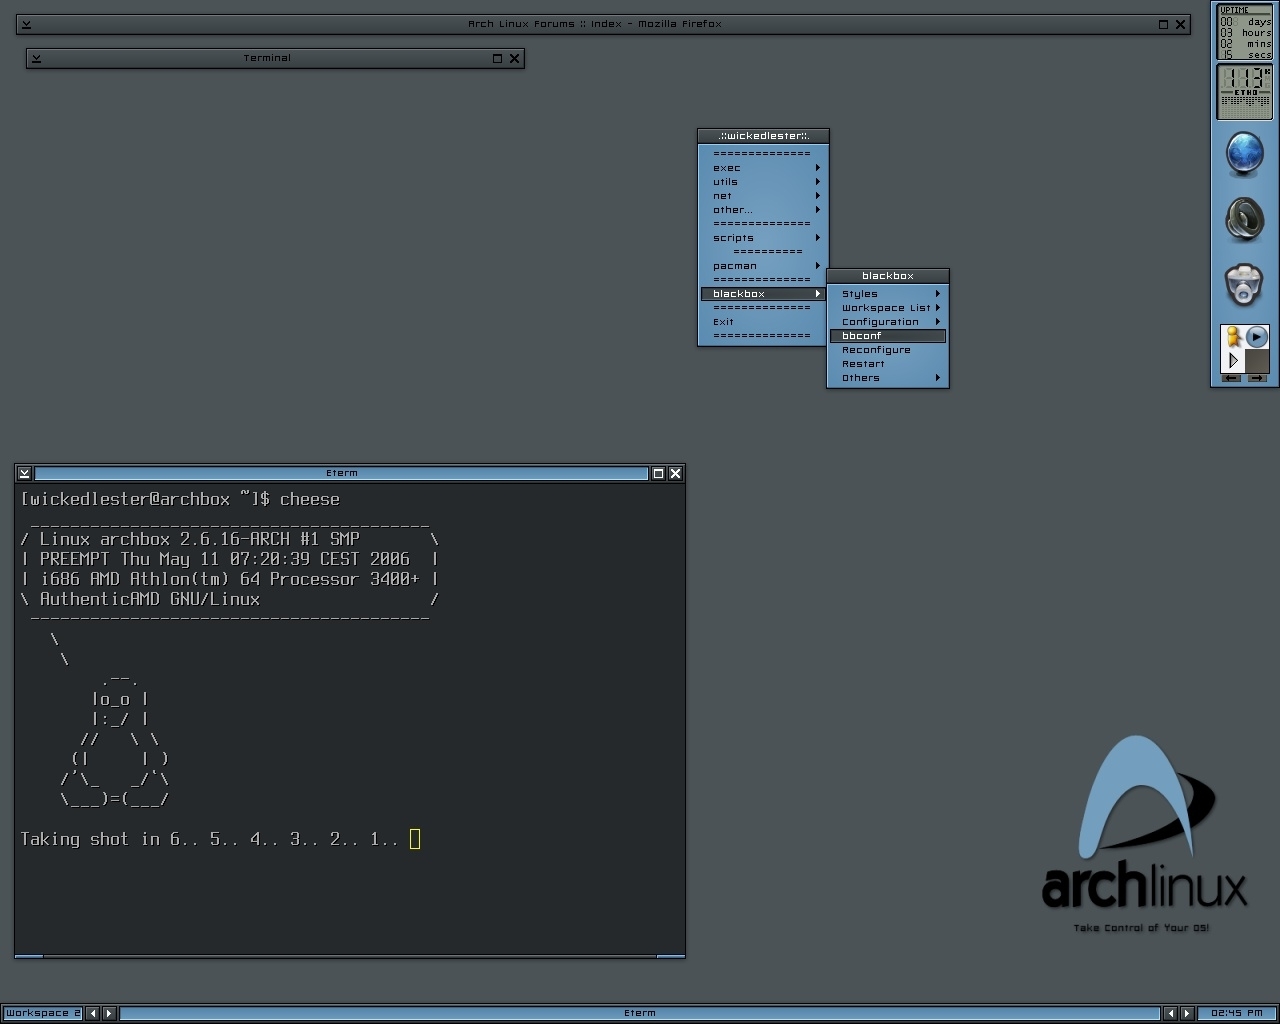 Arch Linux Forums :: Index - Mozilla Firefox
Terminal
UPTIME
00 days
03 hours
02 mins
15 secs
113K
ETH0
.::wickedlester::.
==============
exec
utils
net
other...
==============
scripts
==========
pacman
==============
blackbox
==============
Exit
==============
blackbox
Styles
Workspace List
Configuration
bbconf
Reconfigure
Restart
Others
Eterm
[wickedlester@archbox ~]$ cheese
________________________________________
/ Linux archbox 2.6.16-ARCH #1 SMP \
| PREEMPT Thu May 11 07:20:39 CEST 2006 |
| i686 AMD Athlon(tm) 64 Processor 3400+ |
\ AuthenticAMD GNU/Linux /
----------------------------------------
\
\
.--.
|o_o |
|:_/ |
// \ \
(| | )
/'\_ _/`\
\___)=(___/
Taking shot in 6.. 5.. 4.. 3.. 2.. 1..
archlinux
Take Control of Your OS!
Workspace 2
Eterm
02:45 PM